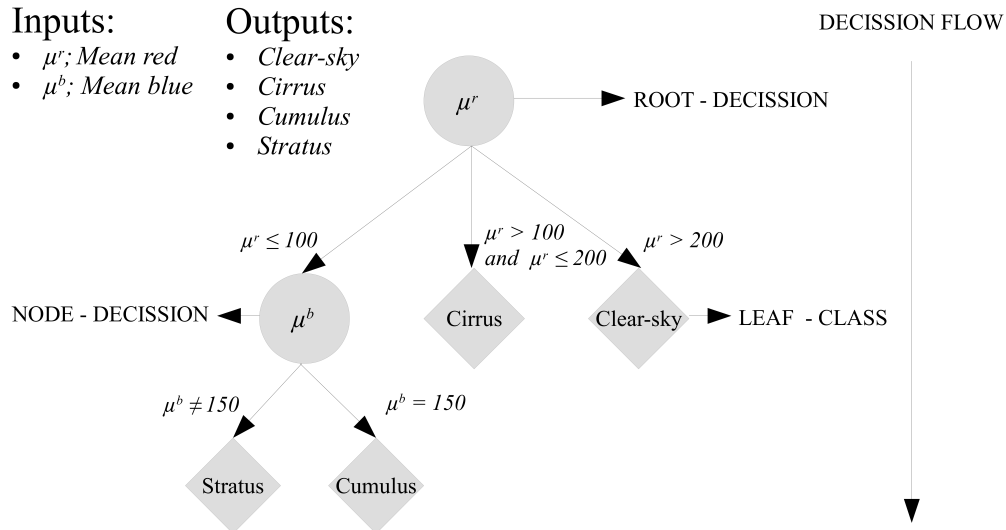 Inputs:
• μʳ; Mean red
• μᵇ; Mean blue
Outputs:
• Clear-sky
• Cirrus
• Cumulus
• Stratus
DECISSION FLOW
μʳ
ROOT - DECISSION
μʳ ≤ 100
μʳ > 100
and μʳ ≤ 200
μʳ > 200
NODE - DECISSION
μᵇ
Cirrus
Clear-sky
LEAF - CLASS
μᵇ ≠ 150
μᵇ = 150
Stratus
Cumulus